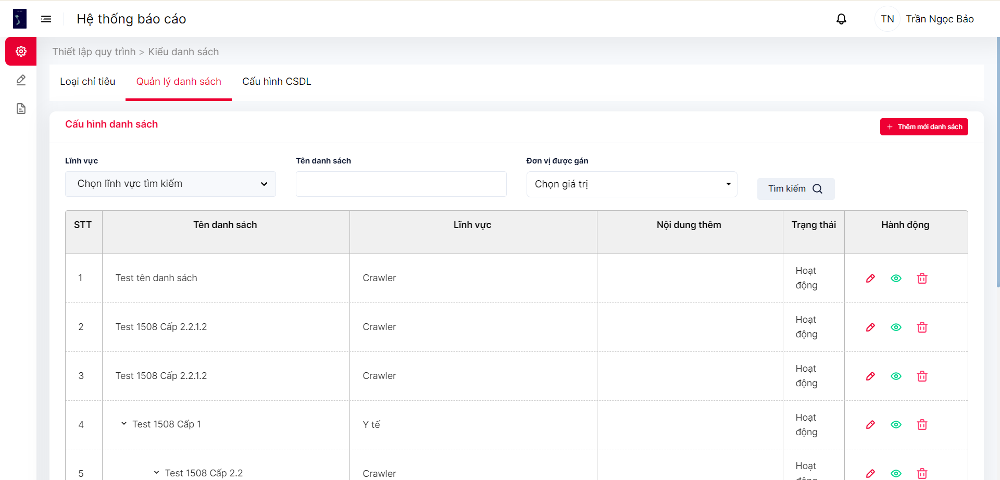 Hệ thống báo cáo
TN Trần Ngọc Bảo
Thiết lập quy trình > Kiểu danh sách
Loại chỉ tiêu Quản lý danh sách Cấu hình CSDL
Cấu hình danh sách
+ Thêm mới danh sách
Lĩnh vực Tên danh sách Đơn vị được gán
Chọn lĩnh vực tìm kiếm Chọn giá trị Tìm kiếm
STT Tên danh sách Lĩnh vực Nội dung thêm Trạng thái Hành động
1 Test tên danh sách Crawler Hoạt động
2 Test 1508 Cấp 2.2.1.2 Crawler Hoạt động
3 Test 1508 Cấp 2.2.1.2 Crawler Hoạt động
4 Test 1508 Cấp 1 Y tế Hoạt động
5 Test 1508 Cấp 2.2 Crawler Hoạt động